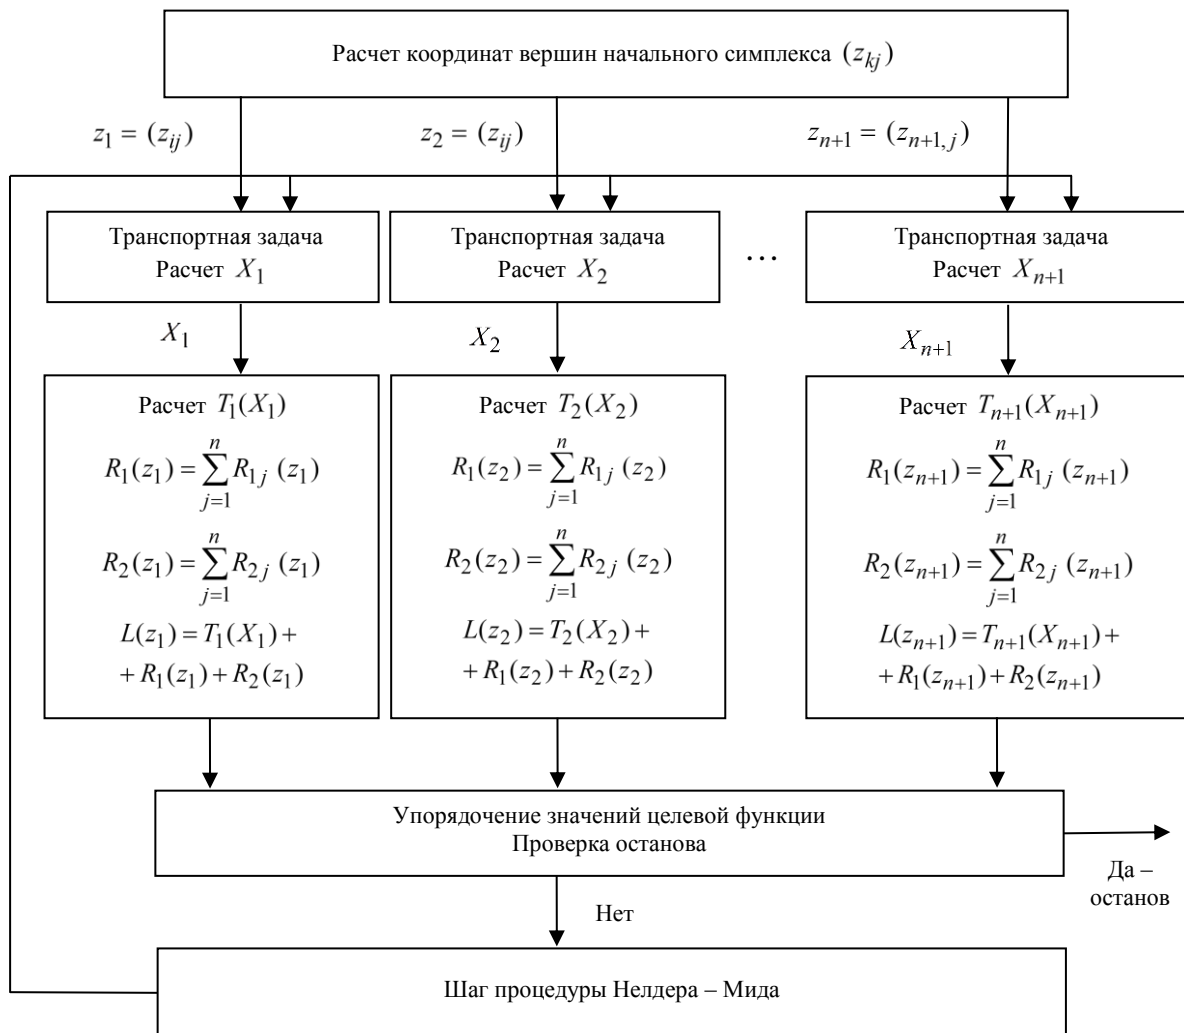 Расчет координат вершин начального симплекса (z_{kj})
z_1 = (z_{ij})
z_2 = (z_{ij})
z_{n+1} = (z_{n+1, j})
Транспортная задача
Расчет X_1
Транспортная задача
Расчет X_2
...
Транспортная задача
Расчет X_{n+1}
X_1
X_2
X_{n+1}
Расчет T_1(X_1)
R_1(z_1) = \sum_{j=1}^{n} R_{1j} (z_1)
R_2(z_1) = \sum_{j=1}^{n} R_{2j} (z_1)
L(z_1) = T_1(X_1) +
+ R_1(z_1) + R_2(z_1)
Расчет T_2(X_2)
R_1(z_2) = \sum_{j=1}^{n} R_{1j} (z_2)
R_2(z_2) = \sum_{j=1}^{n} R_{2j} (z_2)
L(z_2) = T_2(X_2) +
+ R_1(z_2) + R_2(z_2)
Расчет T_{n+1}(X_{n+1})
R_1(z_{n+1}) = \sum_{j=1}^{n} R_{1j} (z_{n+1})
R_2(z_{n+1}) = \sum_{j=1}^{n} R_{2j} (z_{n+1})
L(z_{n+1}) = T_{n+1}(X_{n+1}) +
+ R_1(z_{n+1}) + R_2(z_{n+1})
Упорядочение значений целевой функции
Проверка останова
Да –
останов
Нет
Шаг процедуры Нелдера – Мида